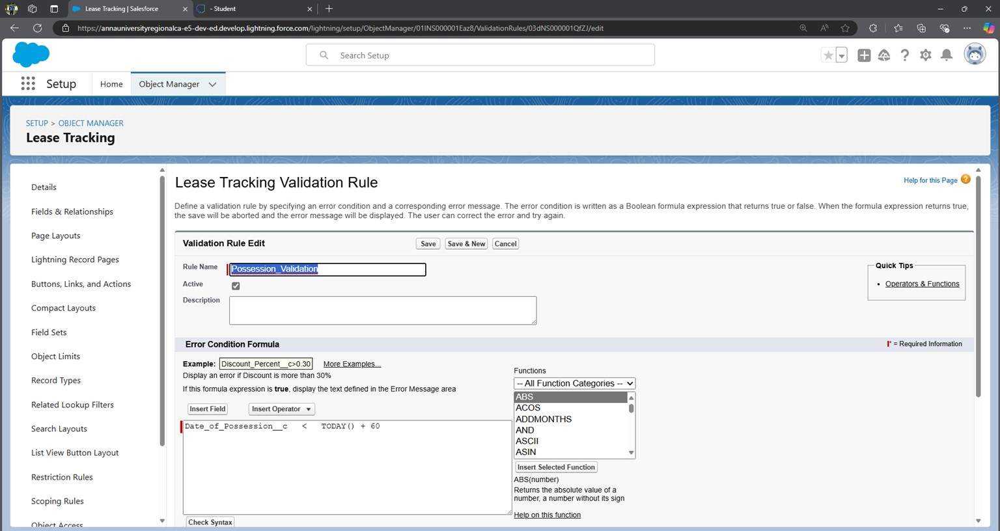 Lease Tracking | Salesforce
- Student
https://annauniversityregionalca-e5-dev-ed.develop.lightning.force.com/lightning/setup/ObjectManager/01INS000001Eaz8/ValidationRules/03dNS000001QfZJ/edit
Search Setup
Setup
Home
Object Manager
SETUP > OBJECT MANAGER
Lease Tracking
Details
Fields & Relationships
Page Layouts
Lightning Record Pages
Buttons, Links, and Actions
Compact Layouts
Field Sets
Object Limits
Record Types
Related Lookup Filters
Search Layouts
List View Button Layout
Restriction Rules
Scoping Rules
Object Access
Lease Tracking Validation Rule
Help for this Page
Define a validation rule by specifying an error condition and a corresponding error message. The error condition is written as a Boolean formula expression that returns true or false. When the formula expression returns true,
the save will be aborted and the error message will be displayed. The user can correct the error and try again.
Validation Rule Edit
Save
Save & New
Cancel
Rule Name
Possession_Validation
Active
Description
Quick Tips
• Operators & Functions
Error Condition Formula
* = Required Information
Example: Discount_Percent__c>0.30 More Examples...
Display an error if Discount is more than 30%
If this formula expression is true, display the text defined in the Error Message area
Insert Field
Insert Operator
Date_of_Possession__c < TODAY() + 60
Check Syntax
Functions
-- All Function Categories --
ABS
ACOS
ADDMONTHS
AND
ASCII
ASIN
Insert Selected Function
ABS(number)
Returns the absolute value of a
number, a number without its sign
Help on this function